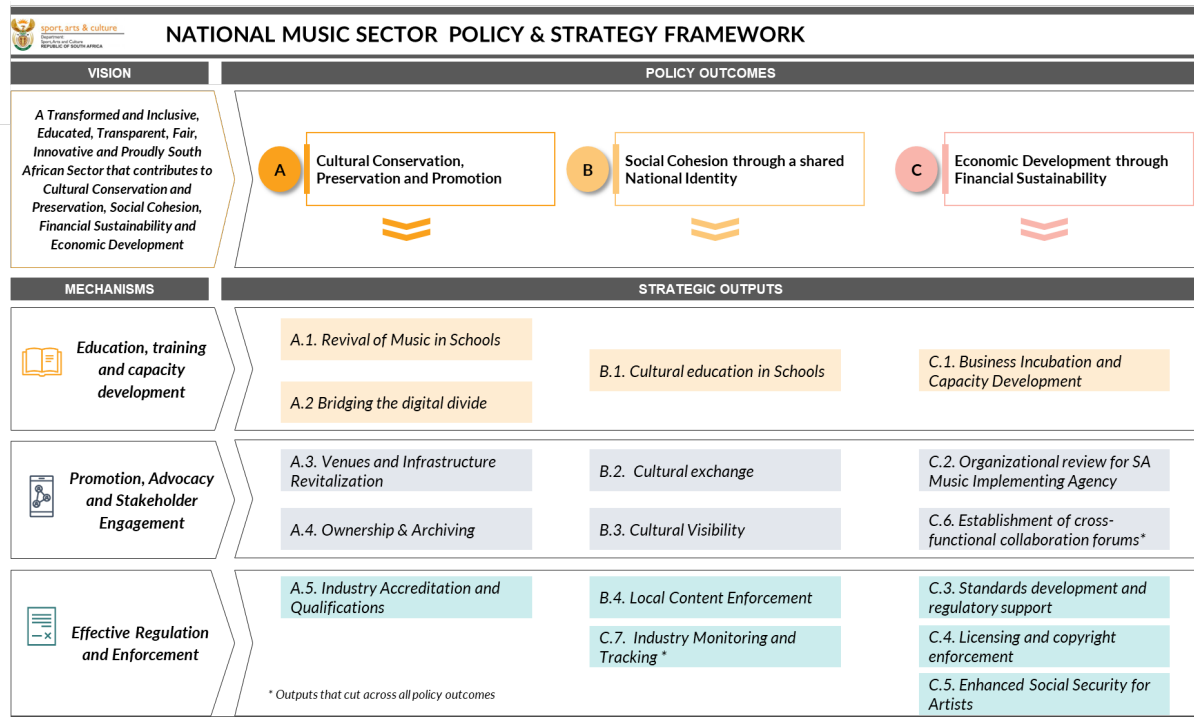 sport, arts & culture
Department:
Sport, Arts and Culture
REPUBLIC OF SOUTH AFRICA
NATIONAL MUSIC SECTOR POLICY & STRATEGY FRAMEWORK
VISION
POLICY OUTCOMES
A Transformed and Inclusive,
Educated, Transparent, Fair,
Innovative and Proudly South
African Sector that contributes to
Cultural Conservation and
Preservation, Social Cohesion,
Financial Sustainability and
Economic Development
A
Cultural Conservation,
Preservation and Promotion
B
Social Cohesion through a shared
National Identity
C
Economic Development through
Financial Sustainability
MECHANISMS
STRATEGIC OUTPUTS
Education, training
and capacity
development
A.1. Revival of Music in Schools
A.2 Bridging the digital divide
B.1. Cultural education in Schools
C.1. Business Incubation and
Capacity Development
Promotion, Advocacy
and Stakeholder
Engagement
A.3. Venues and Infrastructure
Revitalization
A.4. Ownership & Archiving
B.2. Cultural exchange
B.3. Cultural Visibility
C.2. Organizational review for SA
Music Implementing Agency
C.6. Establishment of cross-
functional collaboration forums*
Effective Regulation
and Enforcement
A.5. Industry Accreditation and
Qualifications
B.4. Local Content Enforcement
C.7. Industry Monitoring and
Tracking *
C.3. Standards development and
regulatory support
C.4. Licensing and copyright
enforcement
C.5. Enhanced Social Security for
Artists
* Outputs that cut across all policy outcomes